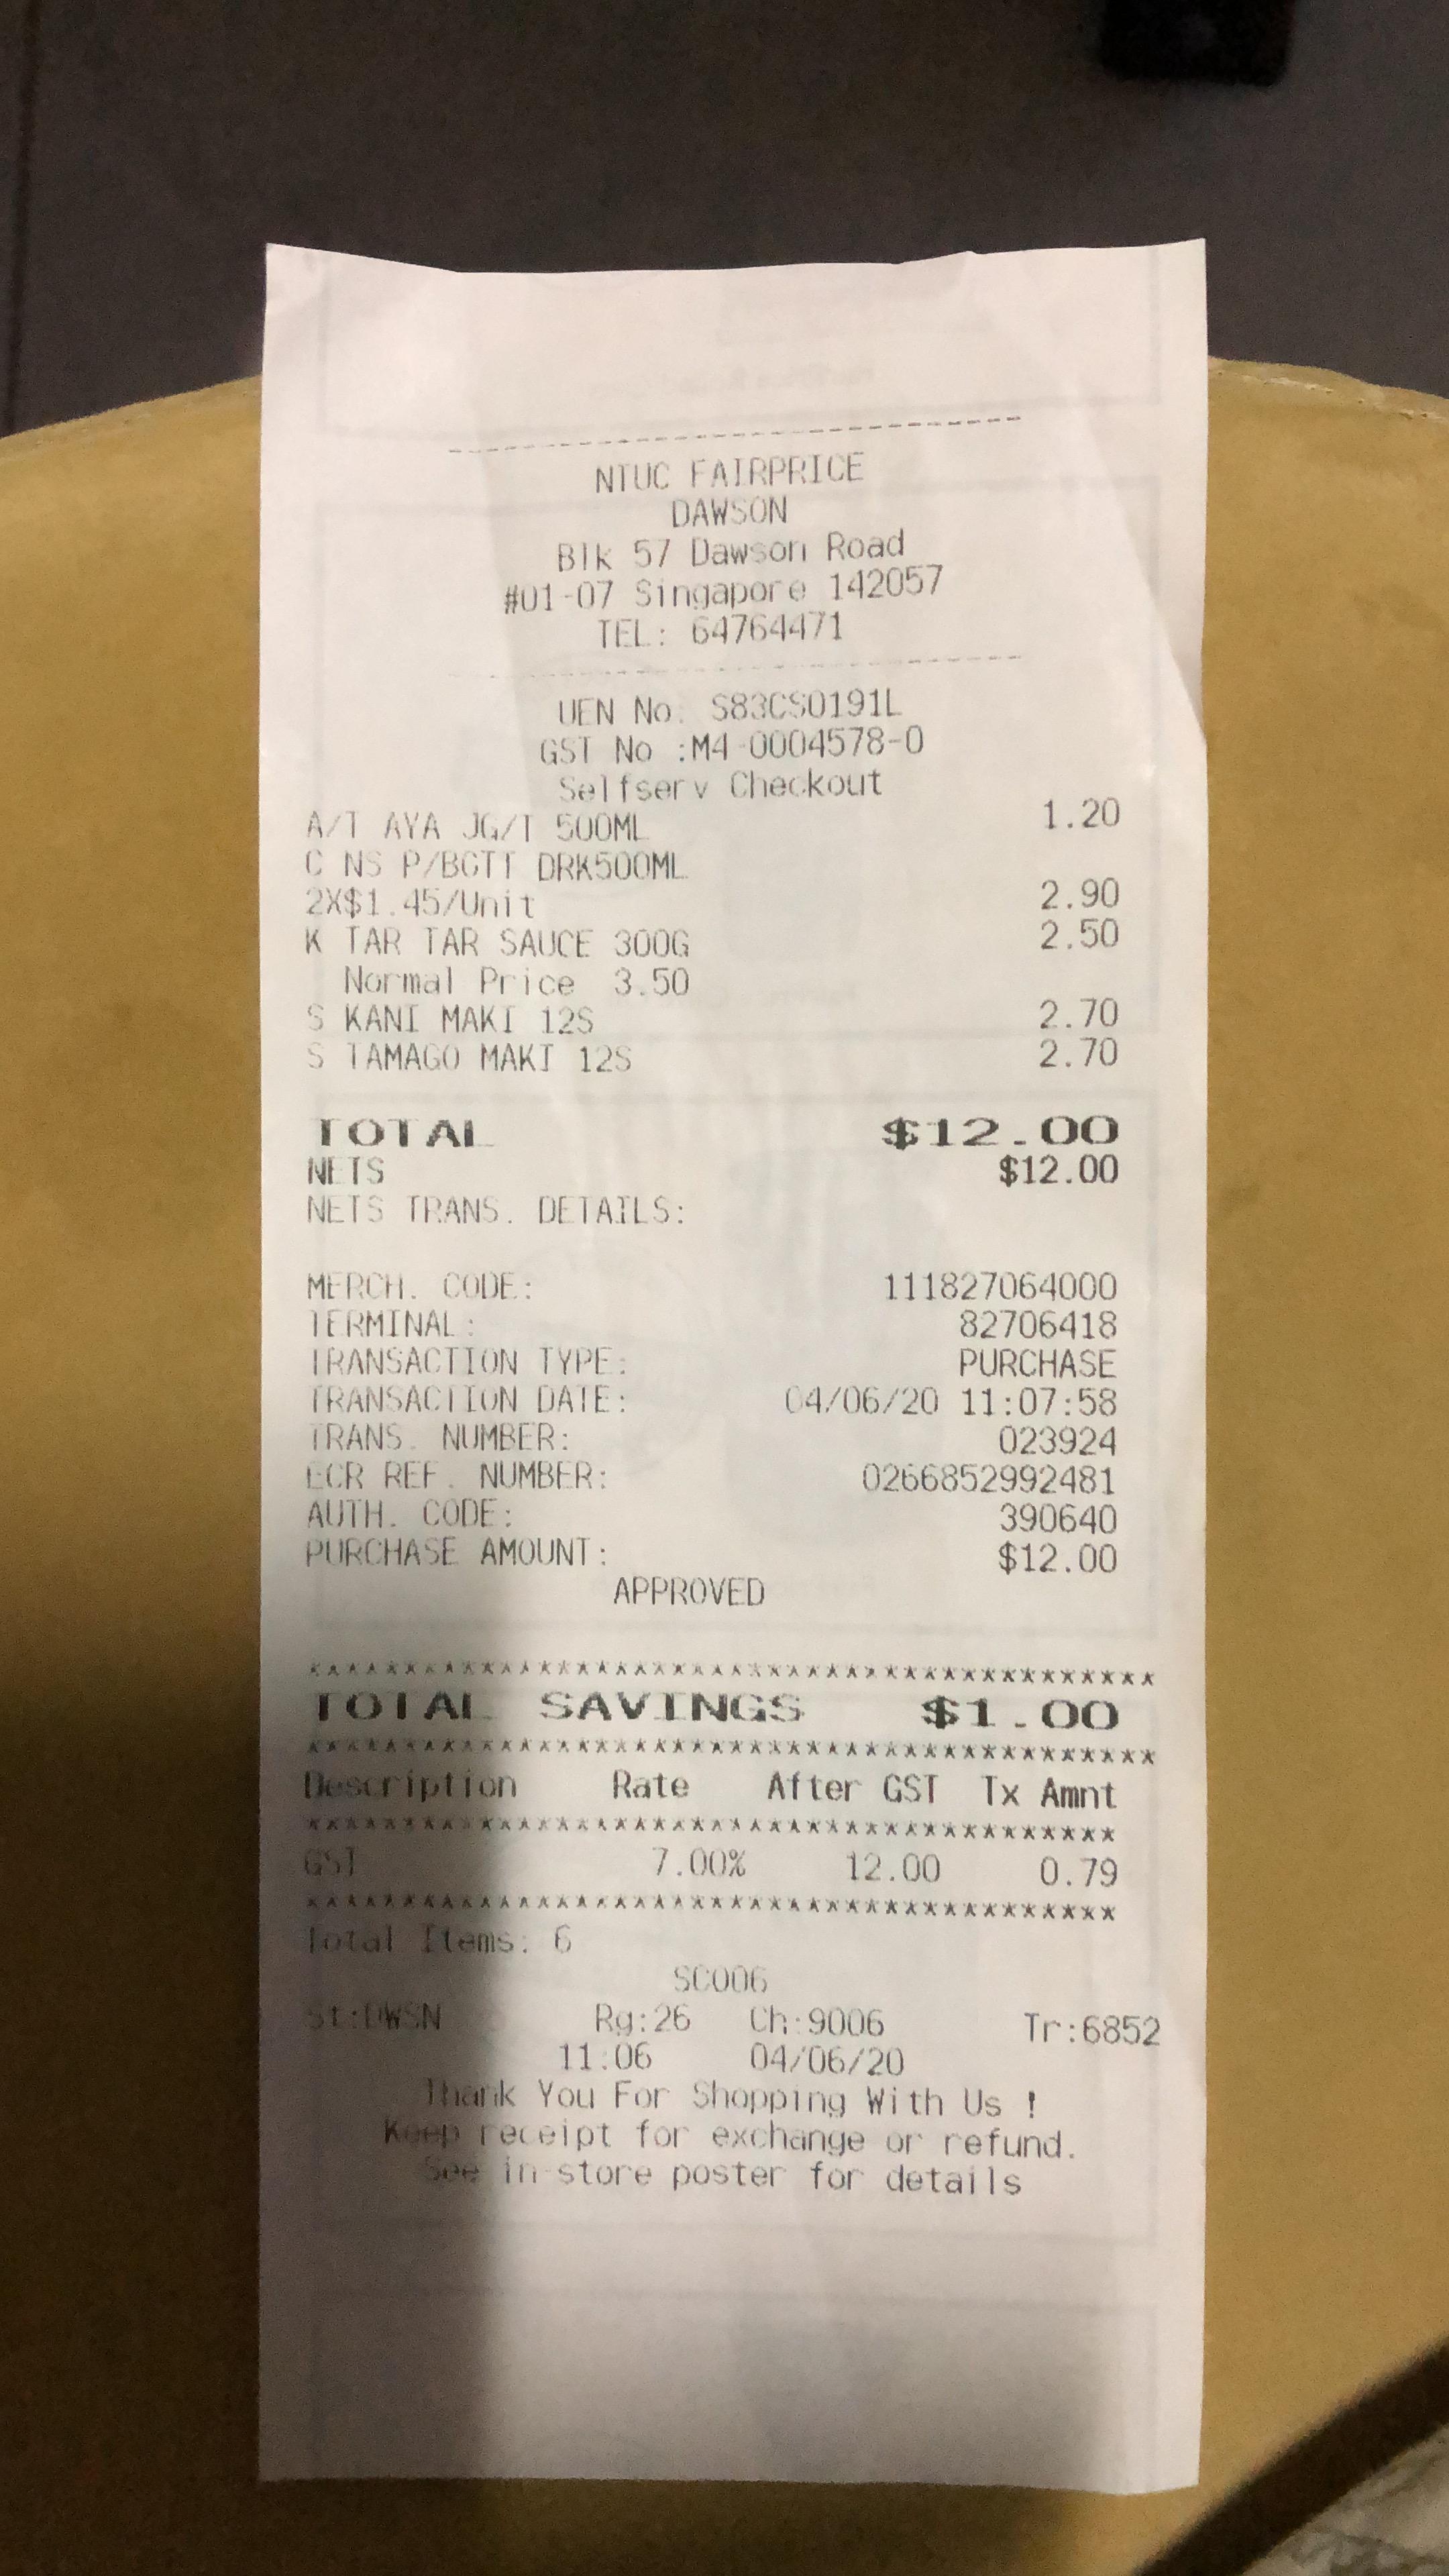 NTUC FAIRPRICE
DAWSON
Blk 57 Dawson Road
#01-07 Singapore 142057
TEL: 64764471
UEN No: S83CS0191L
GST No :M4-0004578-0
Selfserv Checkout
A/T AYA JG/T 500ML 1.20
C NS P/BGTT DRK500ML
2X$1.45/Unit 2.90
K TAR TAR SAUCE 300G 2.50
Normal Price 3.50
S KANI MAKI 12S 2.70
S TAMAGO MAKI 12S 2.70
TOTAL $12.00
NETS $12.00
NETS TRANS. DETAILS:
MERCH. CODE: 111827064000
TERMINAL: 82706418
TRANSACTION TYPE: PURCHASE
TRANSACTION DATE: 04/06/20 11:07:58
TRANS. NUMBER: 023924
ECR REF. NUMBER: 0266852992481
AUTH. CODE: 390640
PURCHASE AMOUNT: $12.00
APPROVED
******************************************
TOTAL SAVINGS $1.00
******************************************
Description Rate After GST Tx Amnt
******************************************
GST 7.00% 12.00 0.79
******************************************
Total Items: 6
SCO06
St:DWSN Rg:26 Ch:9006 Tr:6852
11:06 04/06/20
Thank You For Shopping With Us !
Keep receipt for exchange or refund.
See in-store poster for details